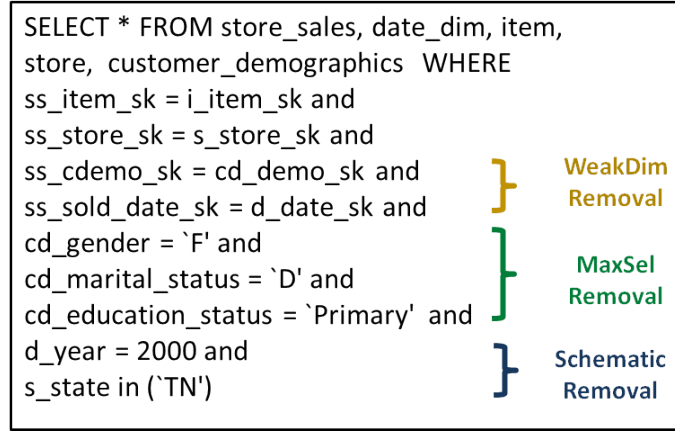 SELECT * FROM store_sales, date_dim, item,
store, customer_demographics WHERE
ss_item_sk = i_item_sk and
ss_store_sk = s_store_sk and
ss_cdemo_sk = cd_demo_sk and
ss_sold_date_sk = d_date_sk and
cd_gender = `F' and
cd_marital_status = `D' and
cd_education_status = `Primary' and
d_year = 2000 and
s_state in (`TN')
WeakDim
Removal
MaxSel
Removal
Schematic
Removal